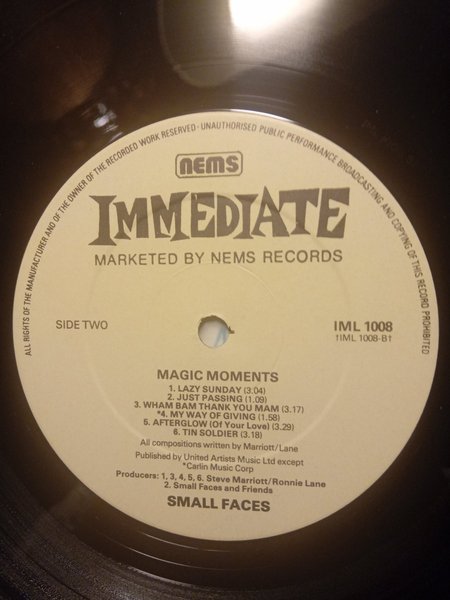 ALL RIGHTS OF THE MANUFACTURER AND OF THE OWNER OF THE RECORDED WORK RESERVED · UNAUTHORISED PUBLIC PERFORMANCE BROADCASTING AND COPYING OF THIS RECORD PROHIBITED
nems
IMMEDIATE
MARKETED BY NEMS RECORDS
SIDE TWO
IML 1008
†IML 1008-B†
MAGIC MOMENTS
1. LAZY SUNDAY (3.04)
2. JUST PASSING (1.09)
3. WHAM BAM THANK YOU MAM (3.17)
*4. MY WAY OF GIVING (1.58)
5. AFTERGLOW (Of Your Love) (3.29)
6. TIN SOLDIER (3.18)
All compositions written by Marriott/Lane
Published by United Artists Music Ltd except
*Carlin Music Corp
Producers: 1, 3, 4, 5, 6. Steve Marriott/Ronnie Lane
2. Small Faces and Friends
SMALL FACES